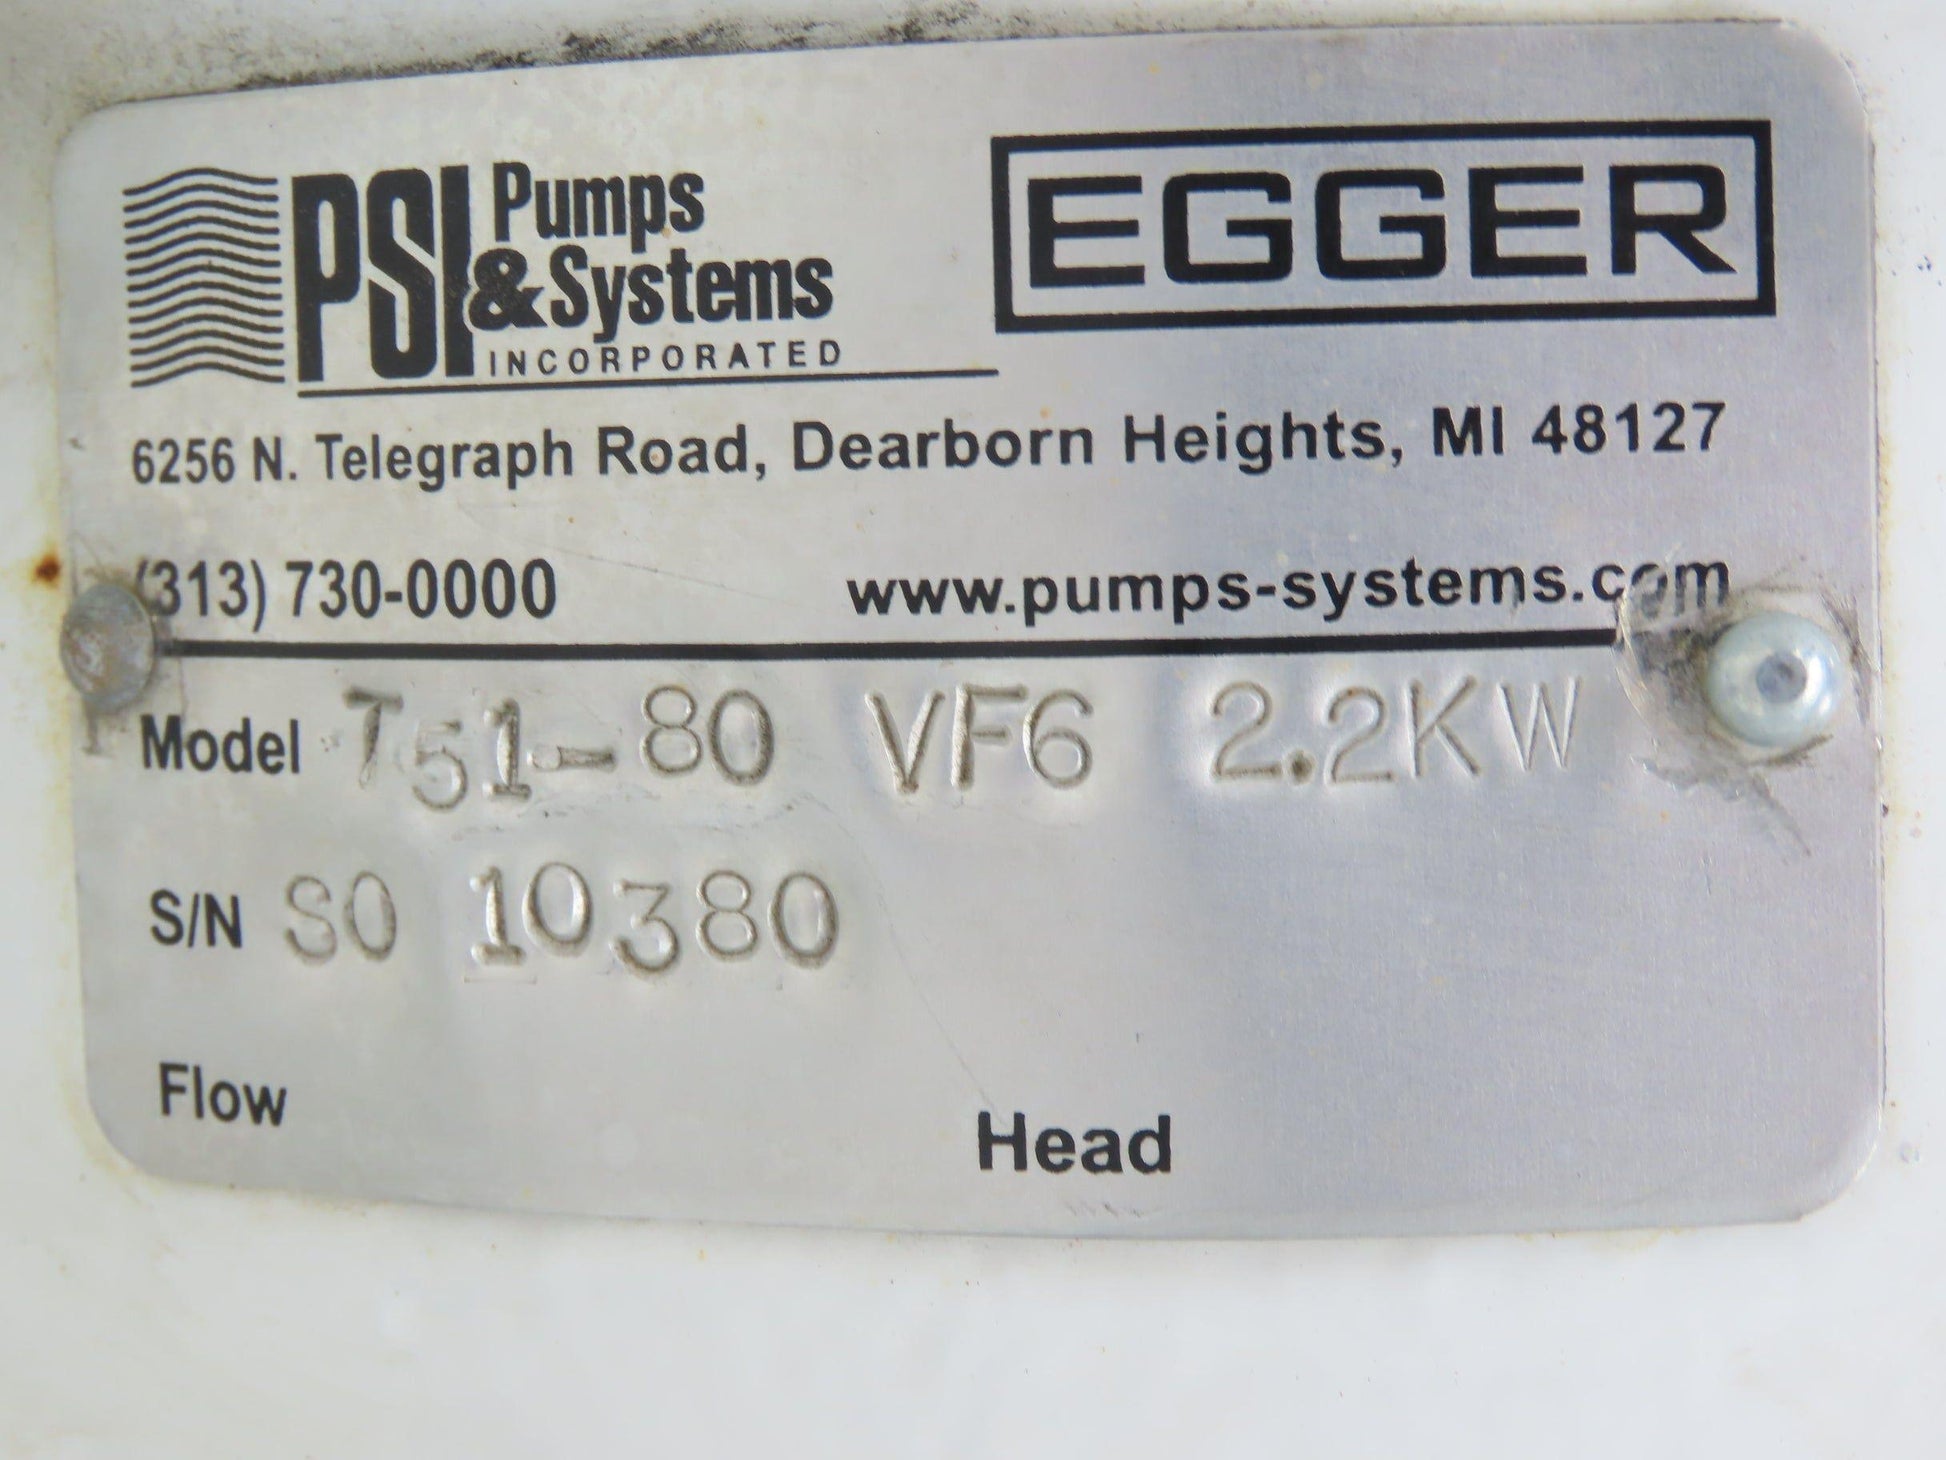 PSI Pumps & Systems
INCORPORATED
EGGER
6256 N. Telegraph Road, Dearborn Heights, MI 48127
(313) 730-0000 www.pumps-systems.com
Model T51-80 VF6 2.2KW
S/N SO 10380
Flow
Head